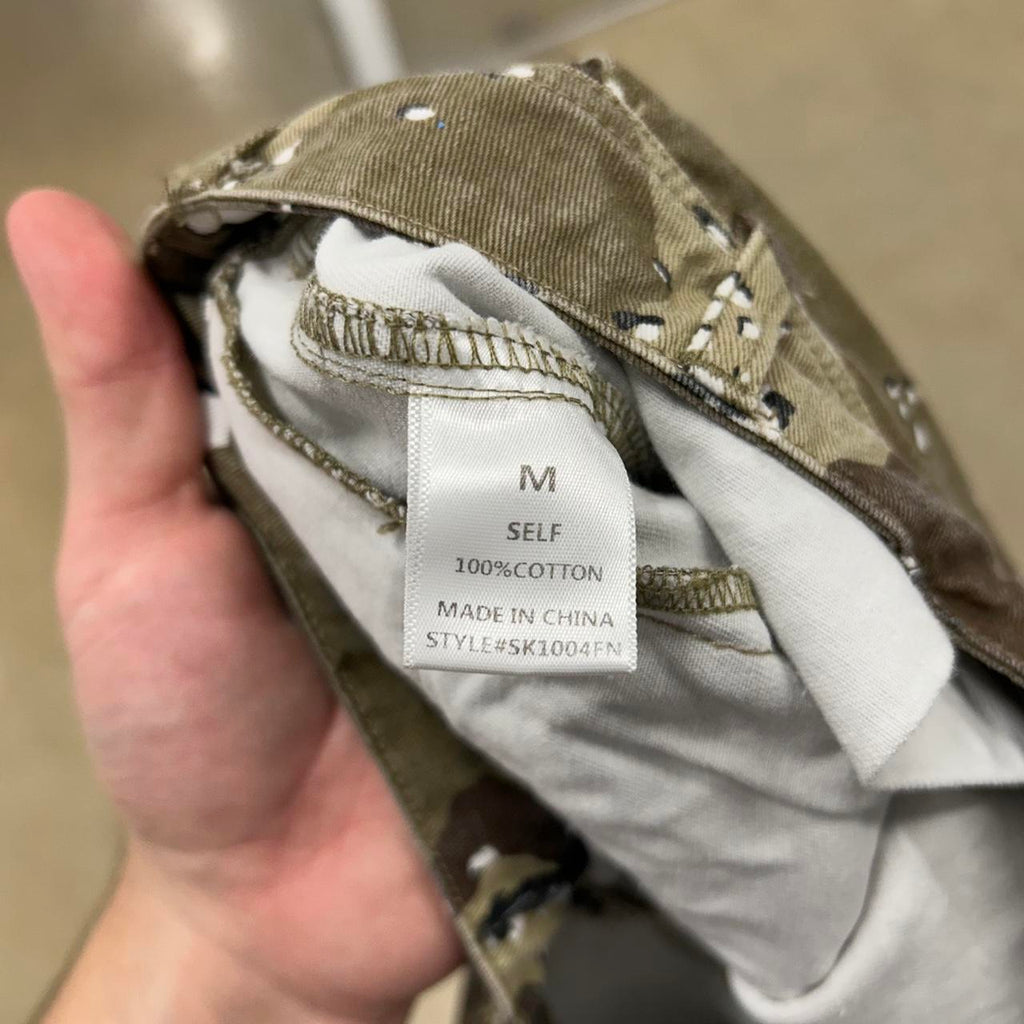 M
SELF
100%COTTON
MADE IN CHINA
STYLE#SK1004FN